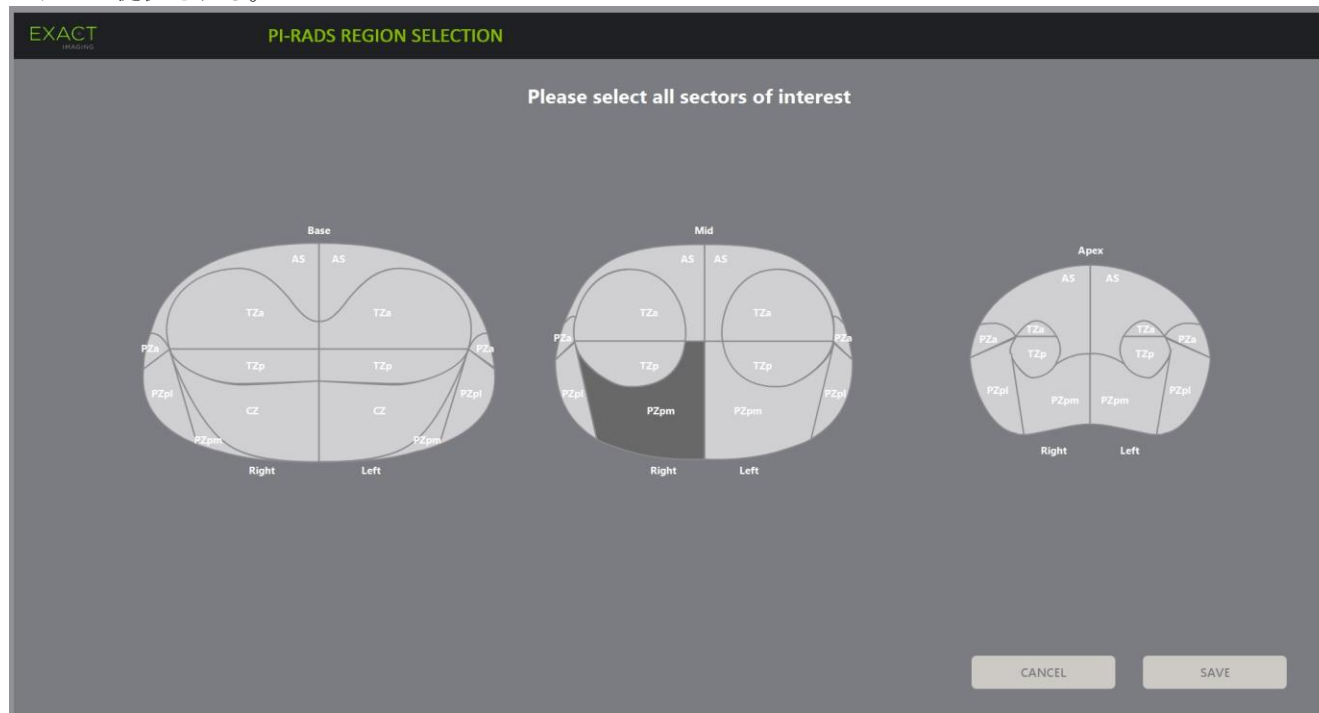 EXACT
IMAGING
PI-RADS REGION SELECTION
Please select all sectors of interest
Base
AS AS
TZa TZa
PZa PZa
TZp TZp
PZpl PZpl
CZ CZ
PZpm PZpm
Right Left
Mid
AS AS
TZa TZa
PZa PZa
TZp TZp
PZpl PZpl
PZpm PZpm
Right Left
Apex
AS AS
TZa TZa
PZa PZa
TZp TZp
PZpl PZpl
PZpm PZpm
Right Left
CANCEL SAVE